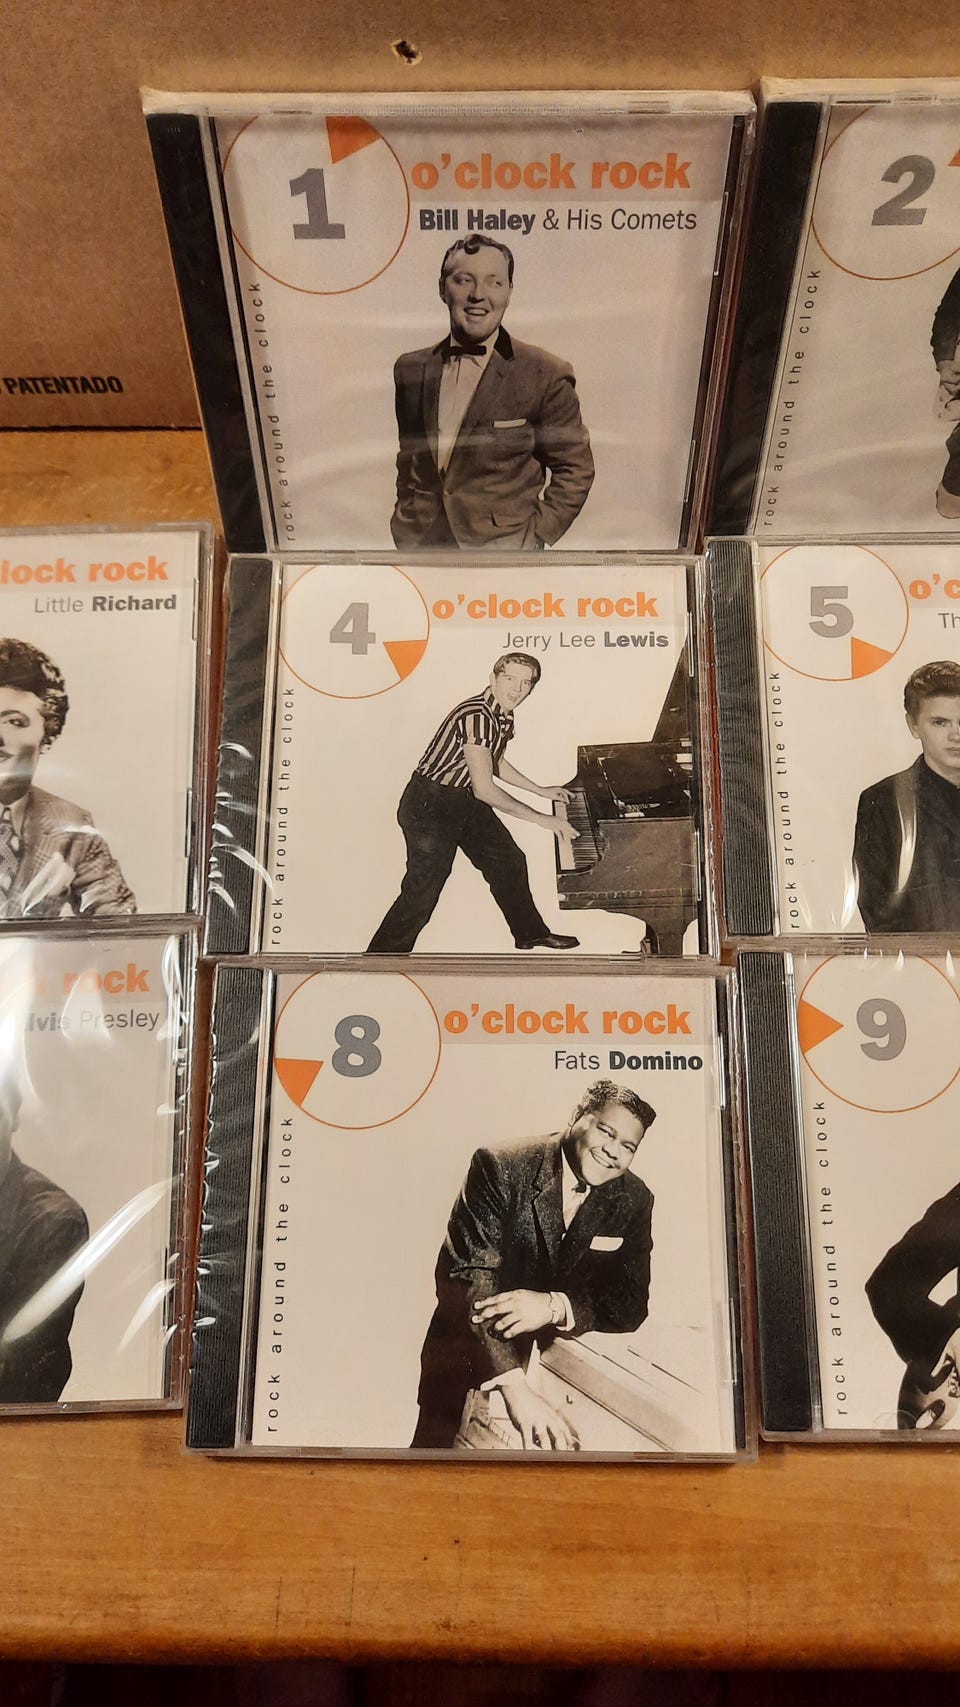 1
o'clock rock
Bill Haley & His Comets
rock around the clock
2
rock around the clock
PATENTADO
lock rock
Little Richard
4
o'clock rock
Jerry Lee Lewis
rock around the clock
5
o'c
Th
rock around the clock
k rock
lvis Presley
8
o'clock rock
Fats Domino
rock around the clock
9
rock around the clock